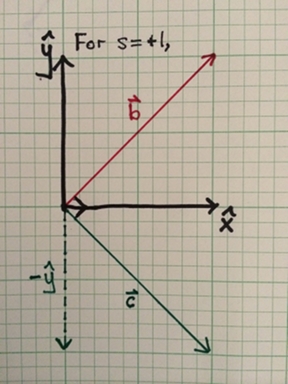 ŷ For s=+1,
b⃗
x̂
-ŷ
c⃗